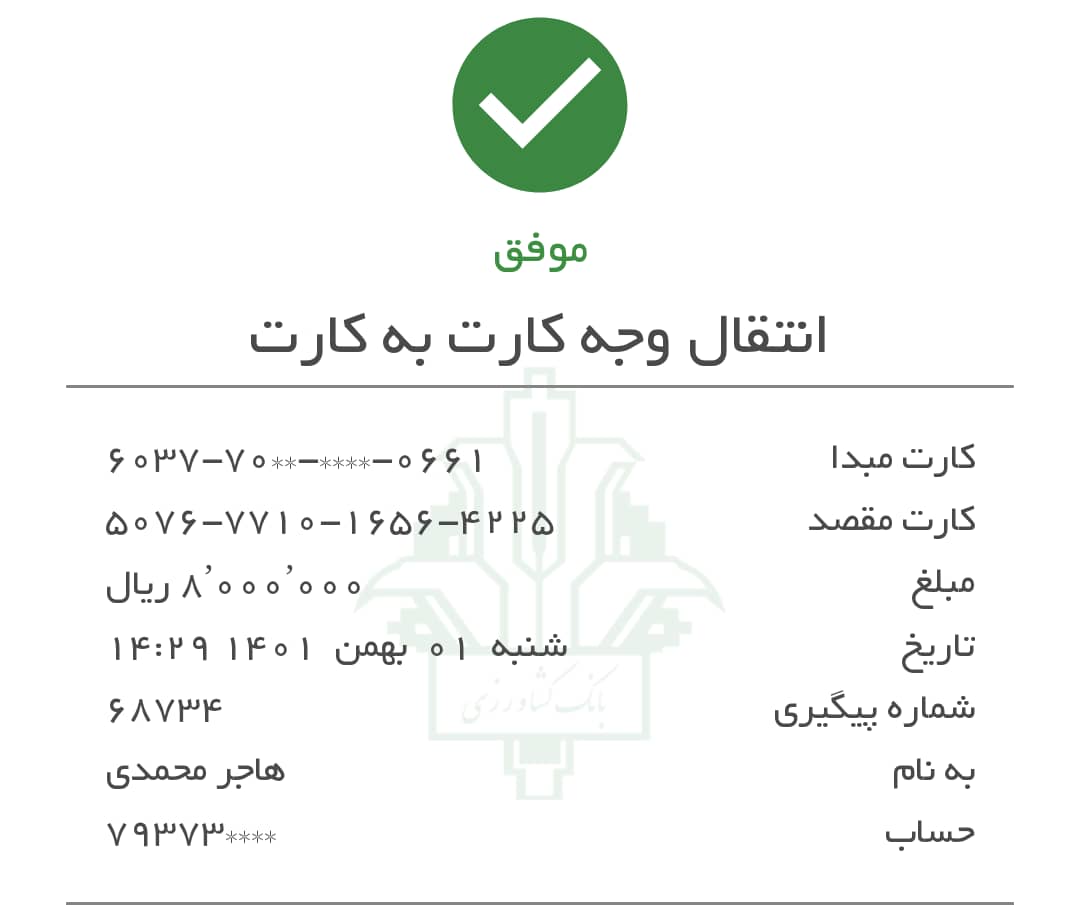 موفق
انتقال وجه کارت به کارت
کارت مبدا ۶۰۳۷-۷۰**-****-۰۶۶۱
کارت مقصد ۵۰۷۶-۷۷۱۰-۱۶۵۶-۴۲۲۵
مبلغ ۸٬۰۰۰٬۰۰۰ ریال
تاریخ شنبه ۰۱ بهمن ۱۴۰۱ ۱۴:۲۹
شماره پیگیری ۶۸۷۳۴
به نام هاجر محمدی
حساب ۷۹۳۷۳****
بانک کشاورزی